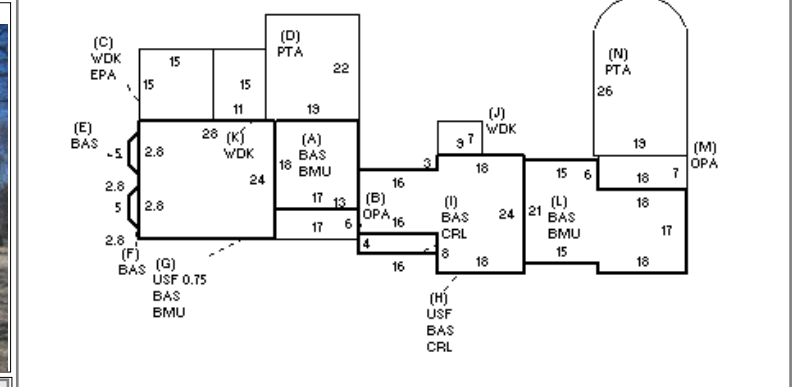 (C)
WDK
EPA
15
15
15
11
(D)
PTA
22
19
(N)
PTA
26
19
(E)
BAS
5
2.8
28
(K)
WDK
24
18
(A)
BAS
BMU
17
13
(J)
WDK
9 7
3
18
16
(M)
OPA
15
6
18
7
2.8
5
2.8
2.8
(F)
BAS
17
6
(B)
OPA
16
4
16
(I)
BAS
CRL
8
24
18
21
(L)
BAS
BMU
15
18
17
18
(G)
USF 0.75
BAS
BMU
(H)
USF
BAS
CRL